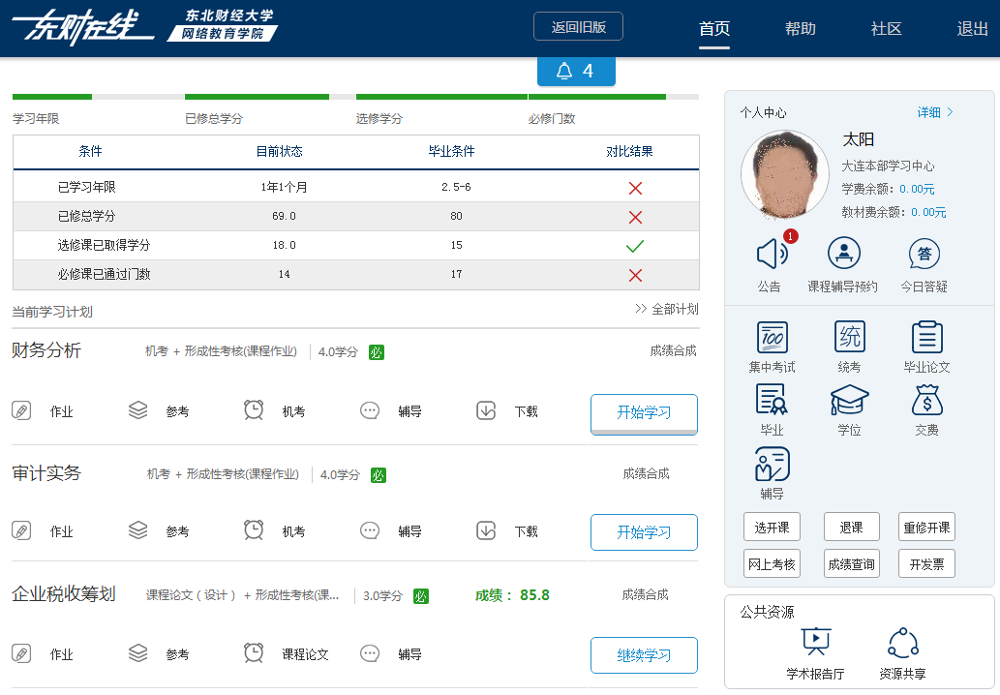 东财在线
东北财经大学
网络教育学院
返回旧版
首页
帮助
社区
退出
4
学习年限
已修总学分
选修学分
必修门数
条件 目前状态 毕业条件 对比结果
已学习年限 1年1个月 2.5-6
已修总学分 69.0 80
选修课已取得学分 18.0 15
必修课已通过门数 14 17
当前学习计划
>> 全部计划
财务分析 机考 + 形成性考核(课程作业) 4.0学分 必 成绩合成
作业 参考 机考 辅导 下载 开始学习
审计实务 机考 + 形成性考核(课程作业) 4.0学分 必 成绩合成
作业 参考 机考 辅导 下载 开始学习
企业税收筹划 课程论文（设计） + 形成性考核(课... 3.0学分 必 成绩： 85.8 成绩合成
作业 参考 课程论文 辅导 继续学习
个人中心
详细 >
太阳
大连本部学习中心
学费余额：0.00元
教材费余额：0.00元
1
答
公告 课程辅导预约 今日答疑
100
统
集中考试 统考 毕业论文
$
毕业 学位 交费
辅导
选开课 退课 重修开课
网上考核 成绩查询 开发票
公共资源
学术报告厅 资源共享